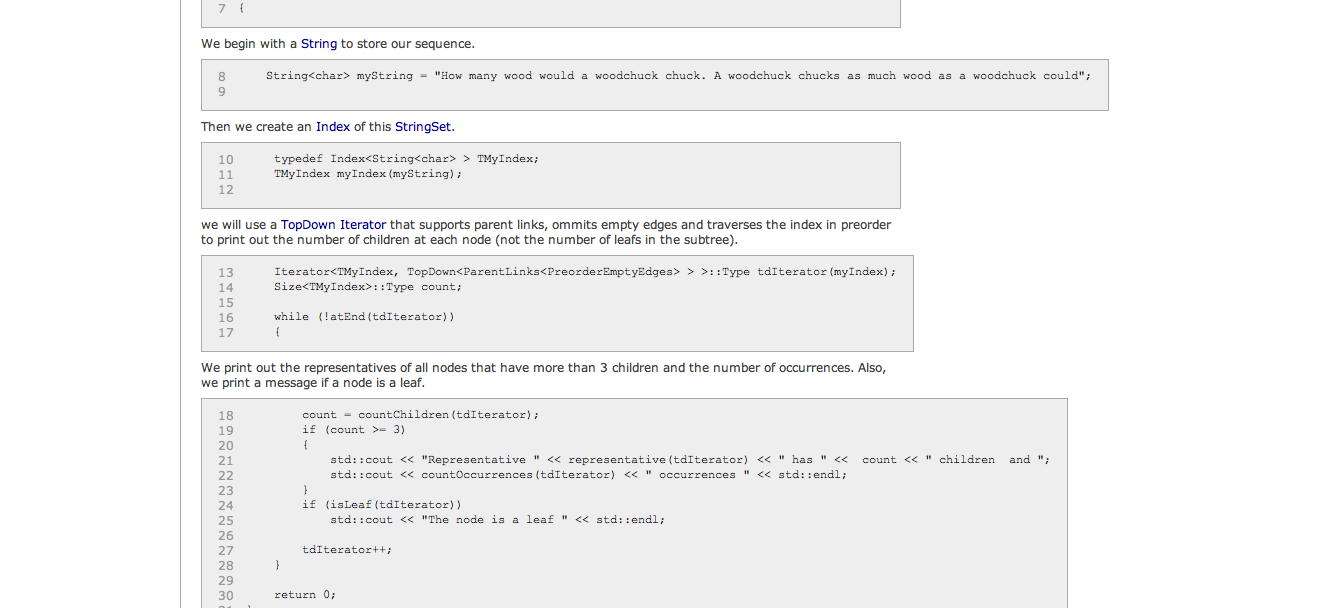 7 {
We begin with a String to store our sequence.
8 String<char> myString = "How many wood would a woodchuck chuck. A woodchuck chucks as much wood as a woodchuck could";
9
Then we create an Index of this StringSet.
10 typedef Index<String<char> > TMyIndex;
11 TMyIndex myIndex(myString);
12
we will use a TopDown Iterator that supports parent links, ommits empty edges and traverses the index in preorder
to print out the number of children at each node (not the number of leafs in the subtree).
13 Iterator<TMyIndex, TopDown<ParentLinks<PreorderEmptyEdges> > >::Type tdIterator(myIndex);
14 Size<TMyIndex>::Type count;
15
16 while (!atEnd(tdIterator))
17 {
We print out the representatives of all nodes that have more than 3 children and the number of occurrences. Also,
we print a message if a node is a leaf.
18 count = countChildren(tdIterator);
19 if (count >= 3)
20 {
21 std::cout << "Representative " << representative(tdIterator) << " has " <<  count << " children  and ";
22 std::cout << countOccurrences(tdIterator) << " occurrences " << std::endl;
23 }
24 if (isLeaf(tdIterator))
25 std::cout << "The node is a leaf " << std::endl;
26
27 tdIterator++;
28 }
29
30 return 0;